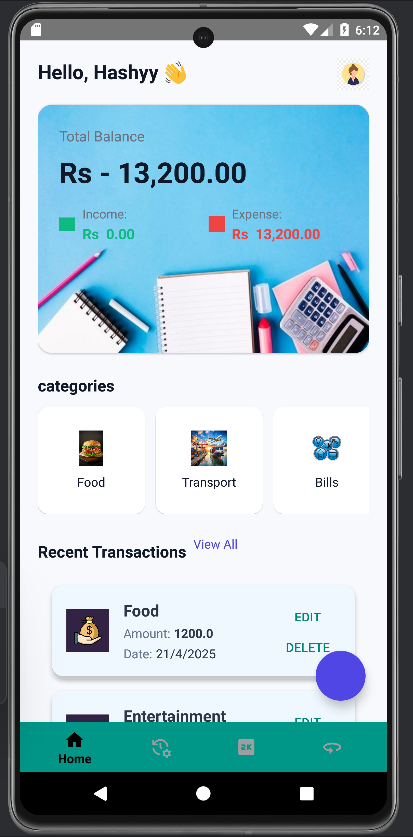 6:12
Hello, Hashyy 👋
Total Balance
Rs - 13,200.00
Income:
Rs 0.00
Expense:
Rs 13,200.00
categories
Food
Transport
Bills
Recent Transactions
View All
Food
Amount: 1200.0
Date: 21/4/2025
EDIT
DELETE
Entertainment
EDIT
Home
2K